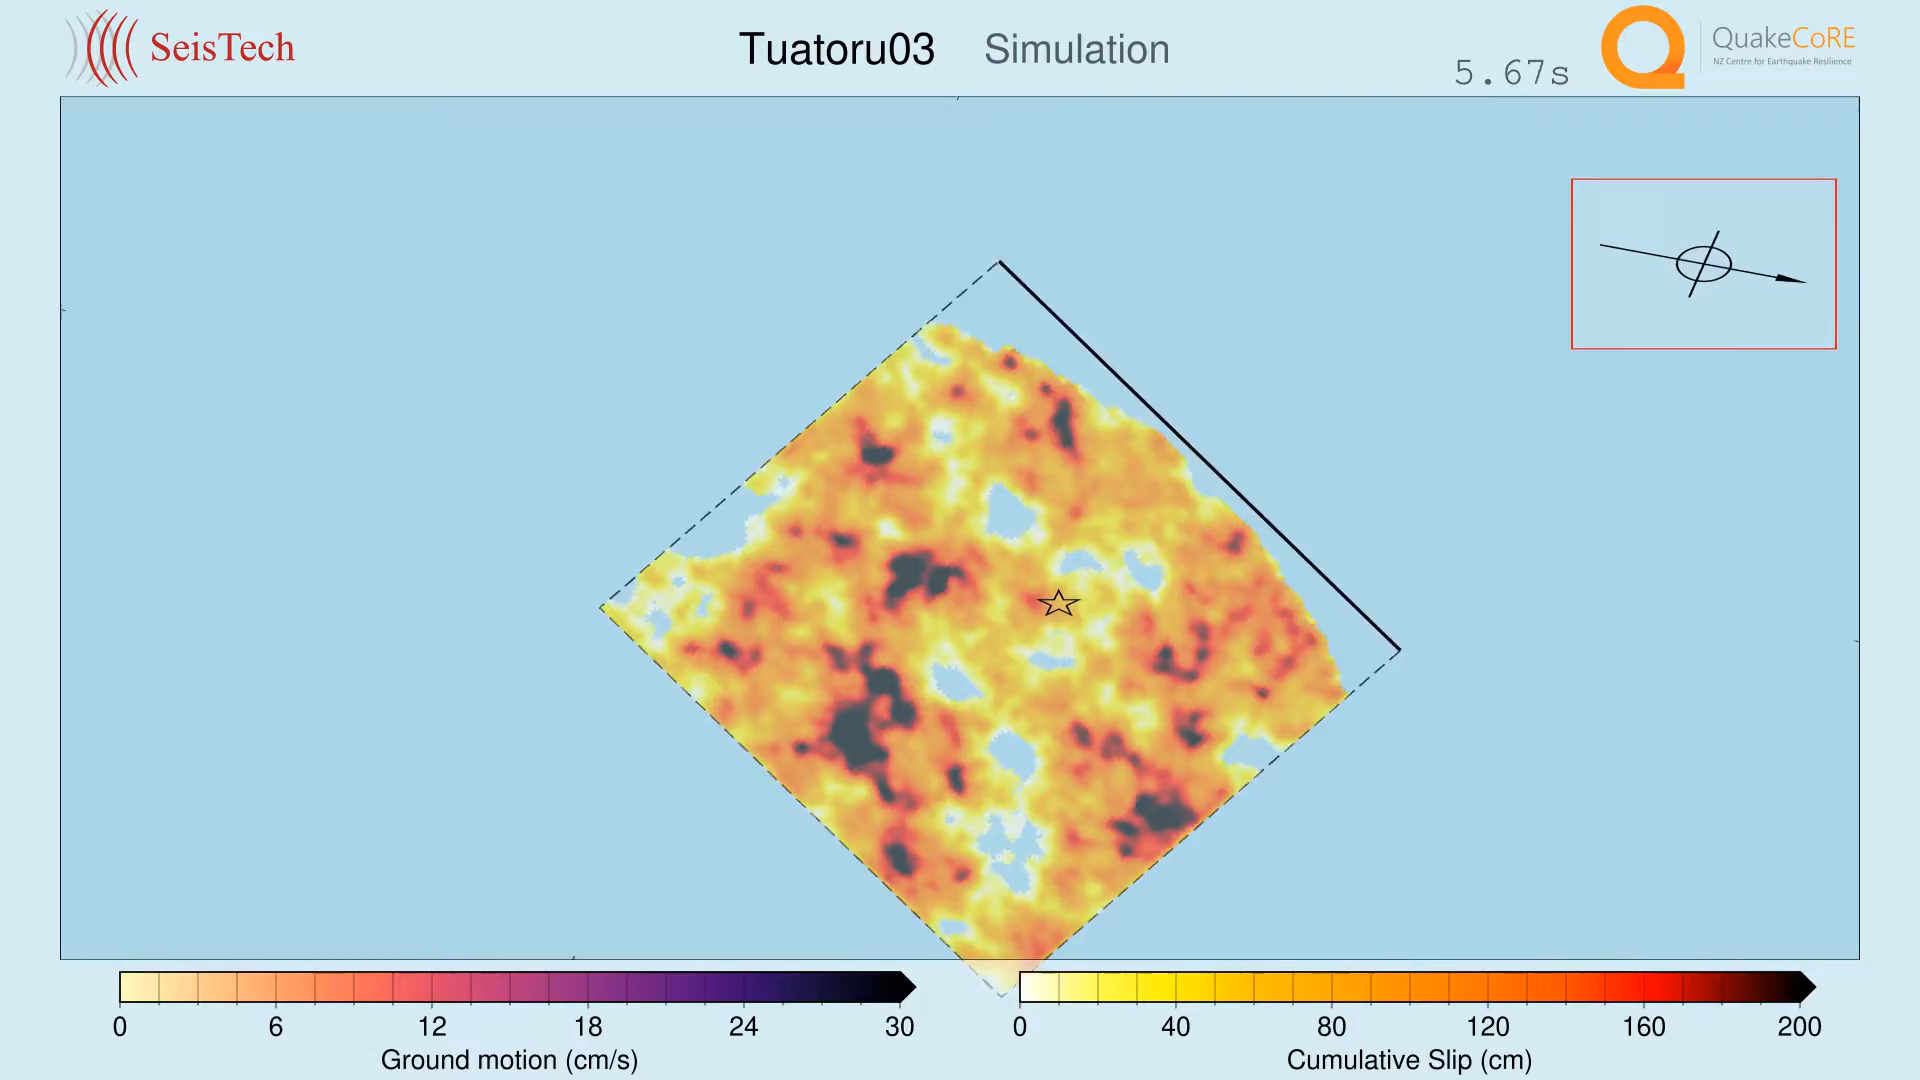 SeisTech
Tuatoru03 Simulation
5.67s
QuakeCoRE
NZ Centre for Earthquake Resilience
0 6 12 18 24 30
Ground motion (cm/s)
0 40 80 120 160 200
Cumulative Slip (cm)